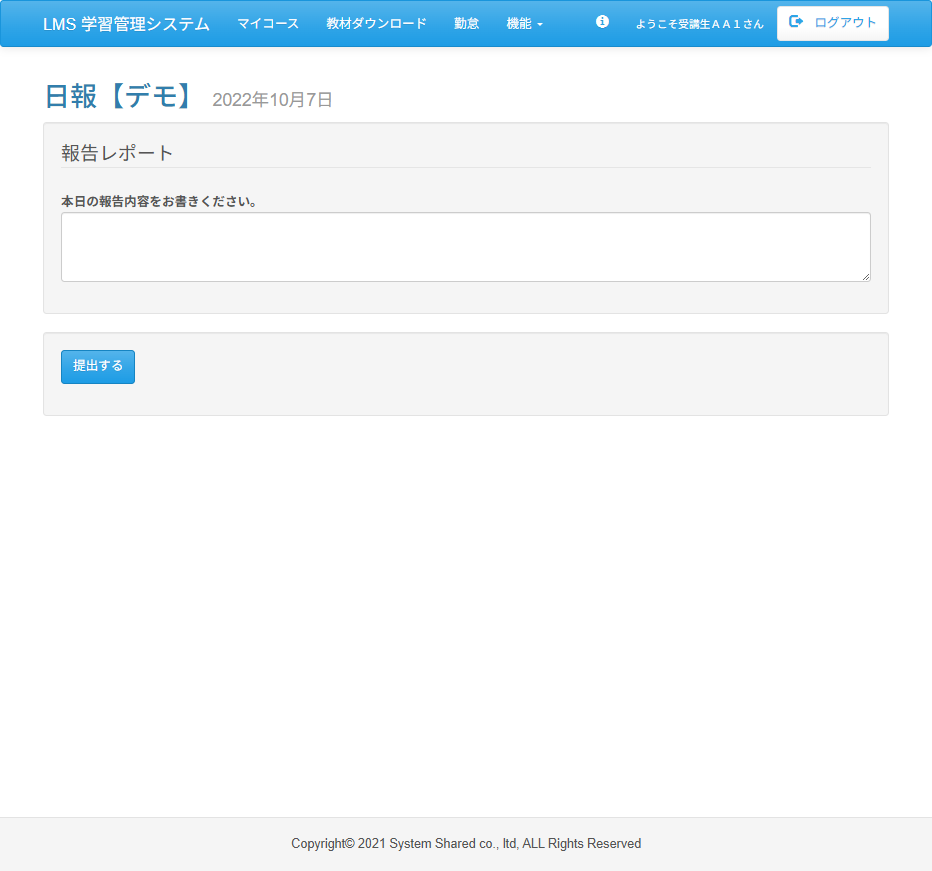 LMS 学習管理システム マイコース 教材ダウンロード 勤怠 機能 ようこそ受講生ＡＡ１さん ログアウト
日報【デモ】 2022年10月7日
報告レポート
本日の報告内容をお書きください。
提出する
Copyright© 2021 System Shared co., ltd, ALL Rights Reserved